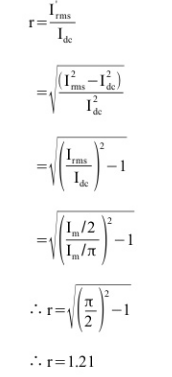 r = I'rms / Idc
= √((I²rms − I²dc) / I²dc)
= √((Irms / Idc)² − 1)
= √((Im/2 / Im/π)² − 1)
∴ r = √((π/2)² − 1)
∴ r = 1.21